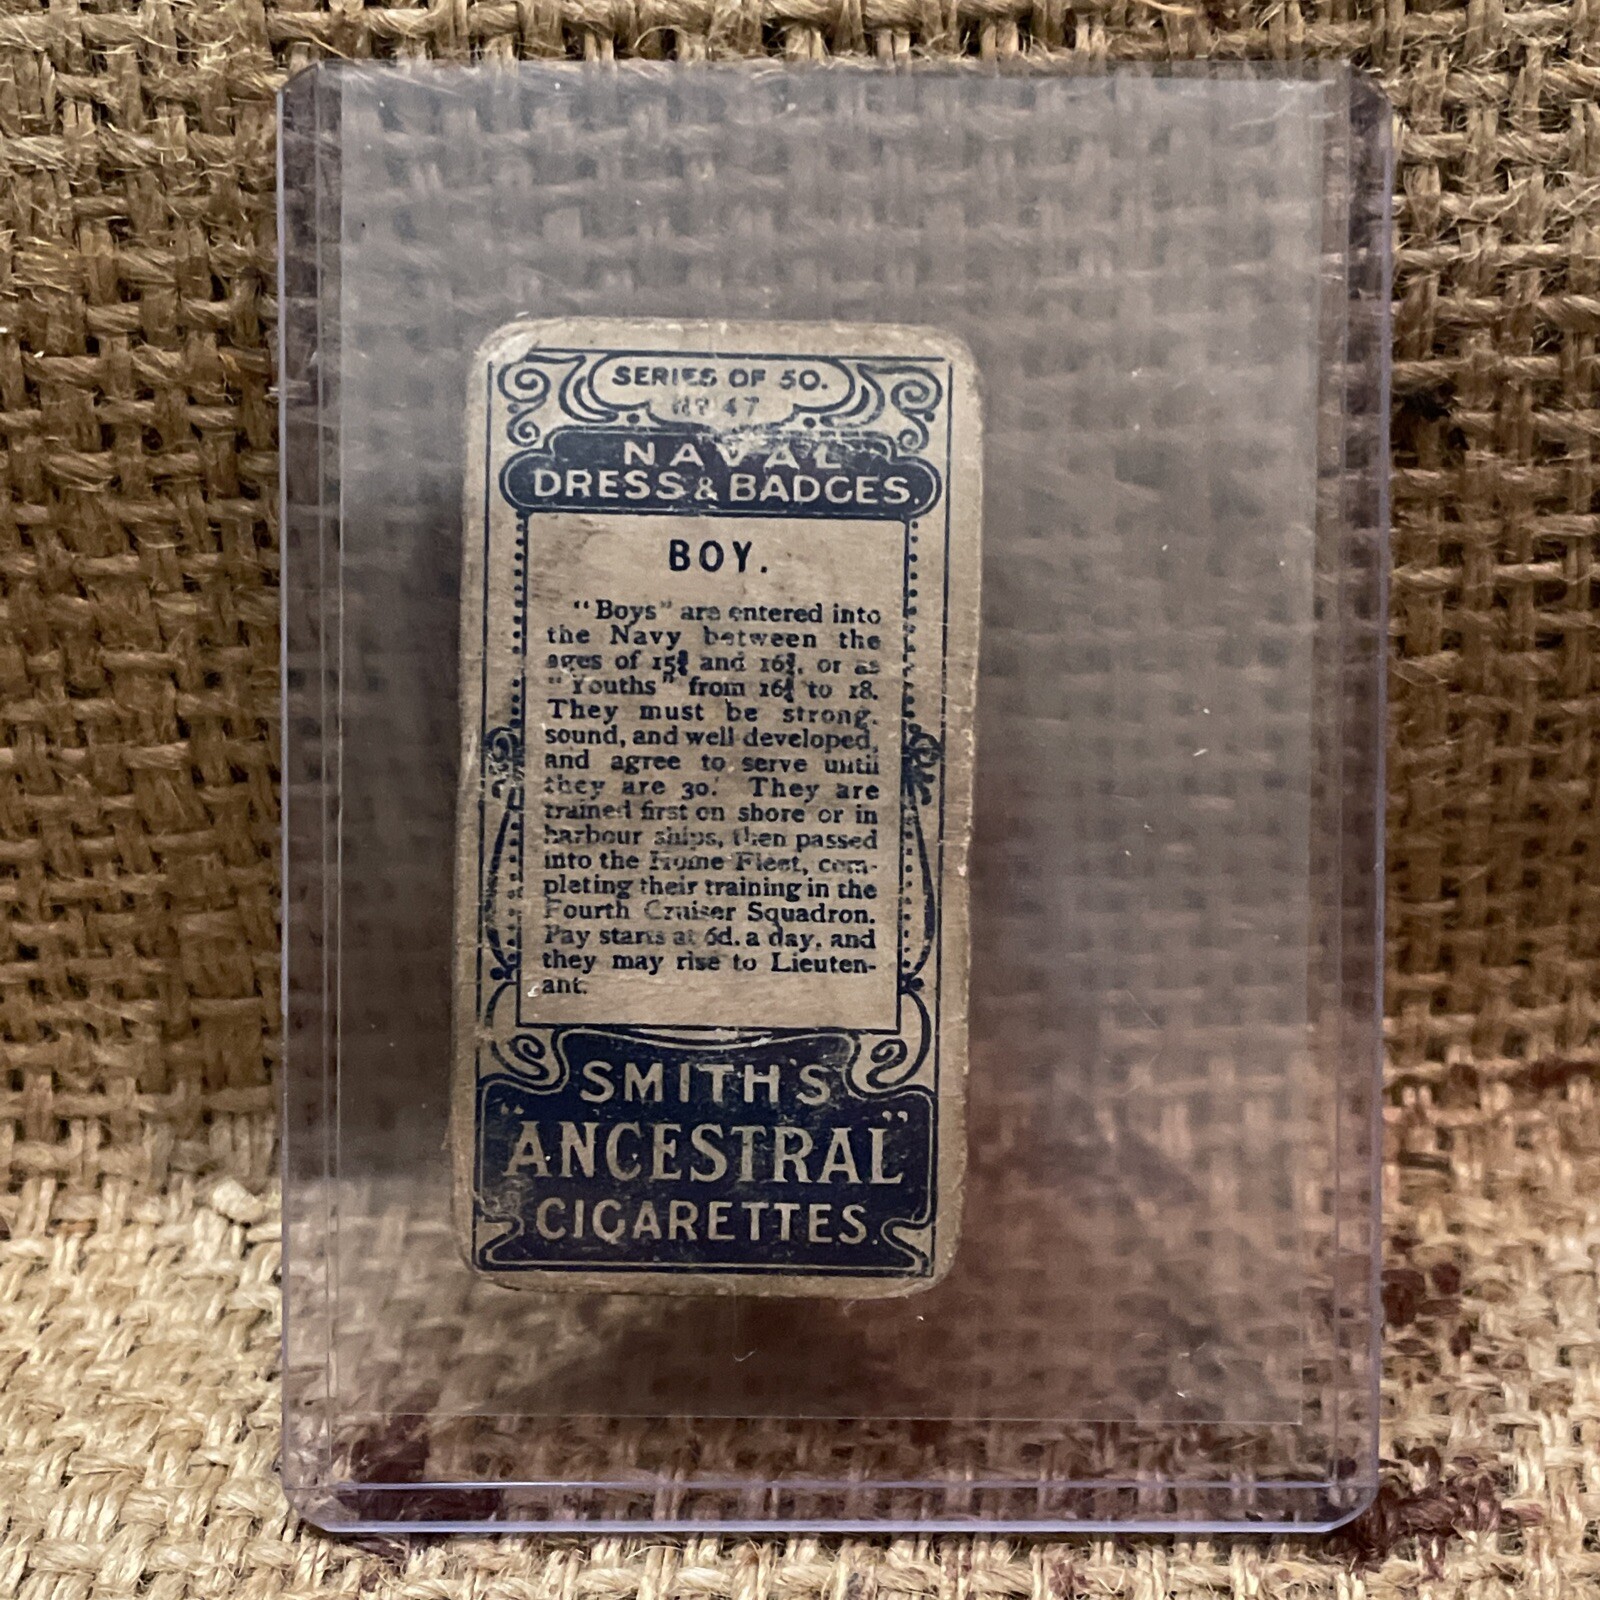 SERIES OF 50.
Nº 47
NAVAL
DRESS & BADGES.
BOY.
"Boys" are entered into
the Navy between the
ages of 15¾ and 16¾, or as
"Youths" from 16¾ to 18.
They must be strong,
sound, and well developed,
and agree to serve until
they are 30. They are
trained first on shore or in
harbour ships, then passed
into the Home Fleet, com-
pleting their training in the
Fourth Cruiser Squadron.
Pay starts at 6d. a day, and
they may rise to Lieuten-
ant.
SMITH'S
"ANCESTRAL"
CIGARETTES.